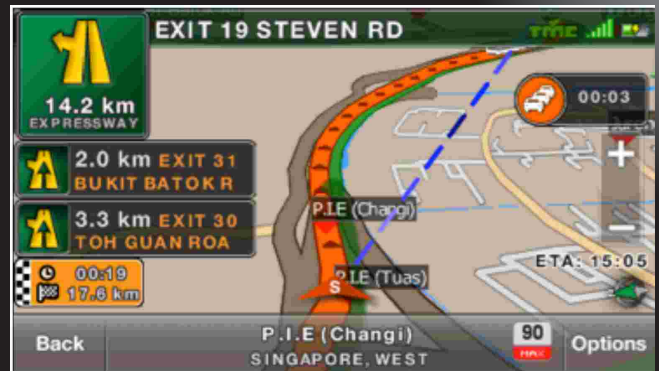 EXIT 19 STEVEN RD
TMC
14.2 km
EXPRESSWAY
00:03
2.0 km EXIT 31
BUKIT BATOK R
3.3 km EXIT 30
TOH GUAN ROA
P.I.E (Changi)
P.I.E (Tuas)
S
+
−
ETA: 15:05
00:19
17.6 km
Back
P.I.E (Changi)
SINGAPORE, WEST
90
MAX
Options